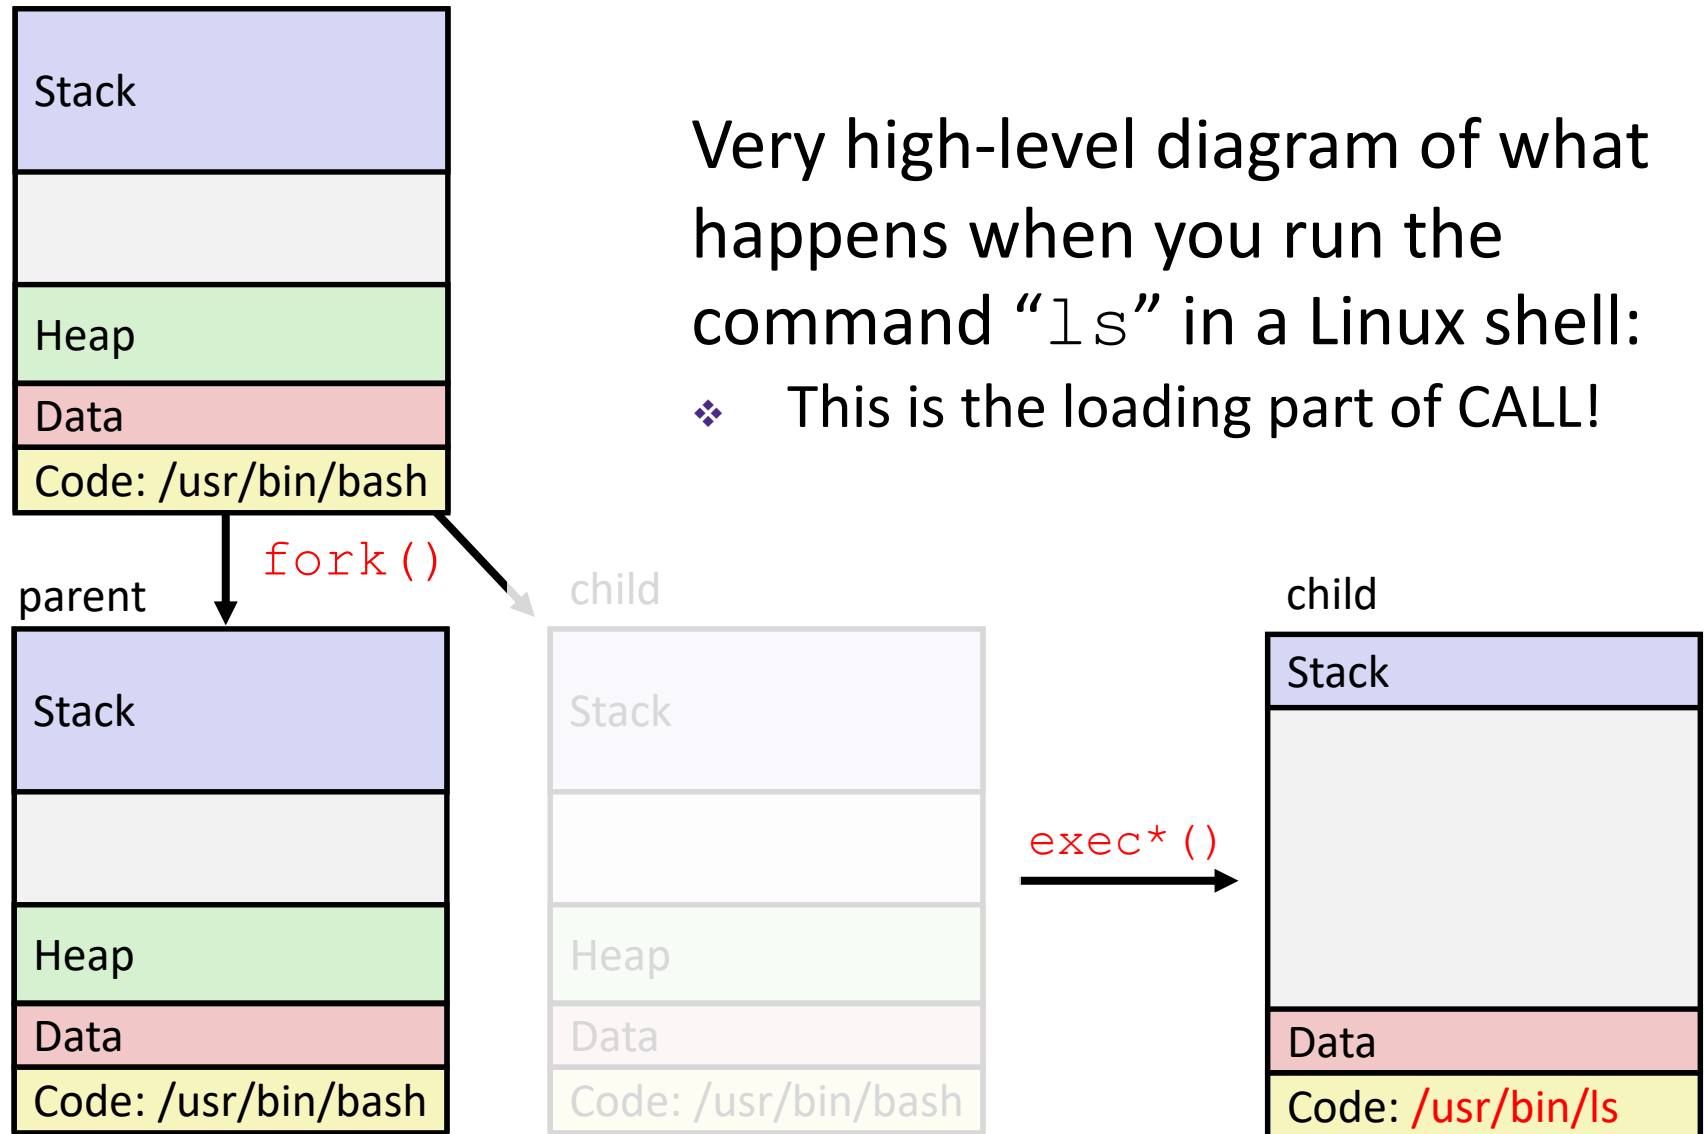 Stack
Heap
Data
Code: /usr/bin/bash
Very high-level diagram of what
happens when you run the
command “ls” in a Linux shell:
❖ This is the loading part of CALL!
fork()
parent
Stack
Heap
Data
Code: /usr/bin/bash
child
Stack
Heap
Data
Code: /usr/bin/bash
exec*()
child
Stack
Data
Code: /usr/bin/ls